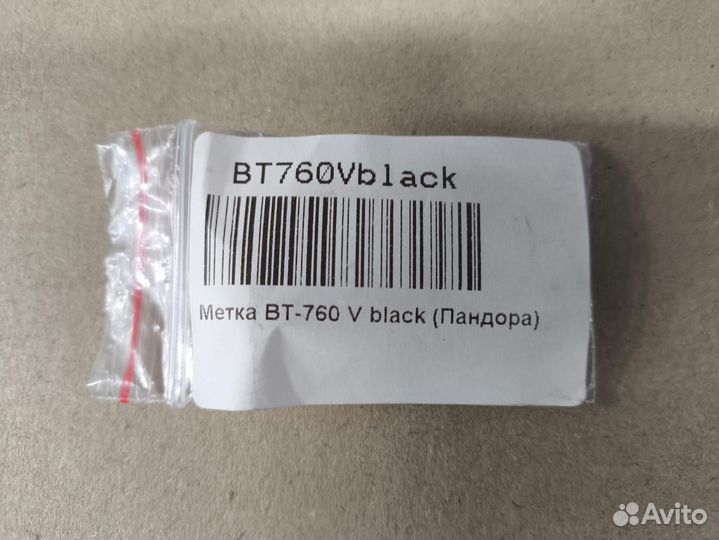 BT760Vblack
Метка BT-760 V black (Пандора)
Avito